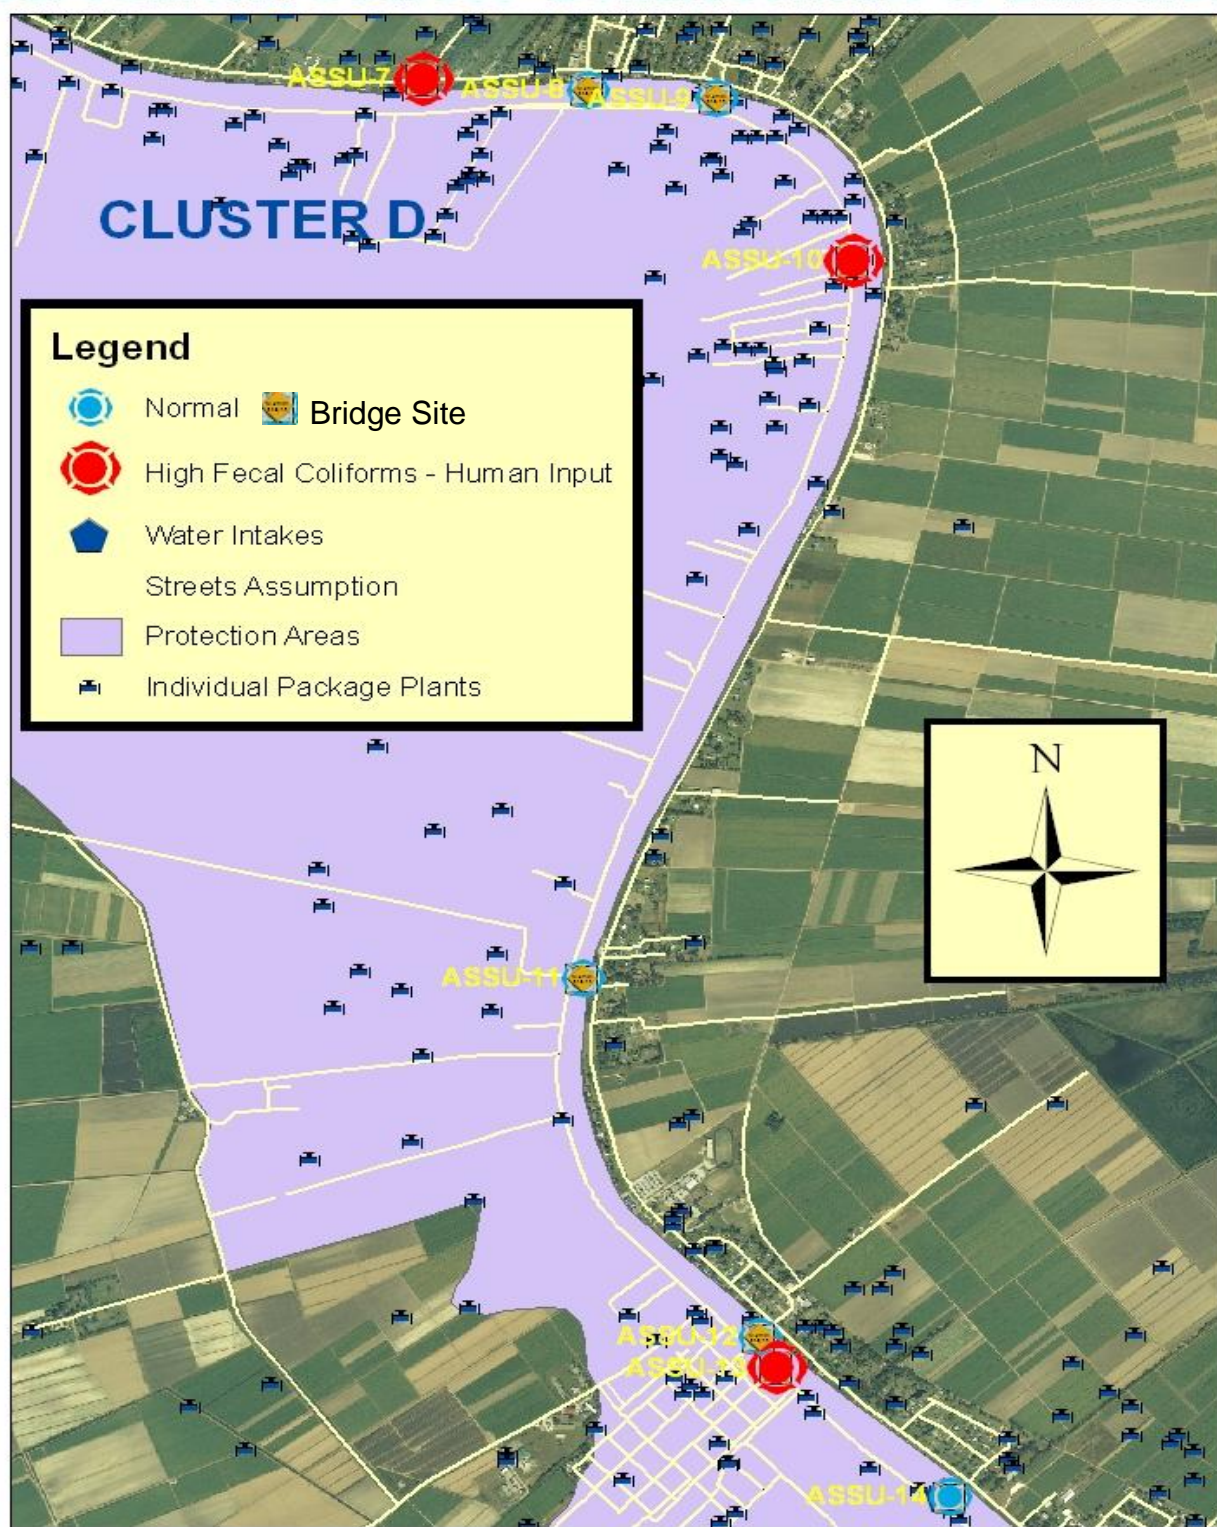 ASSU-7
ASSU-8
ASSU-9
CLUSTER D
ASSU-10
Legend
Normal
Bridge Site
High Fecal Coliforms - Human Input
Water Intakes
Streets Assumption
Protection Areas
Individual Package Plants
N
ASSU-11
ASSU-12
ASSU-13
ASSU-14